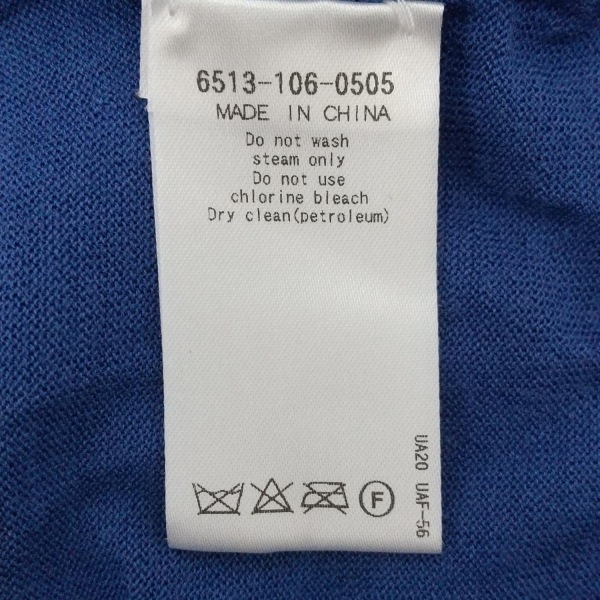 6513-106-0505
MADE IN CHINA
Do not wash
steam only
Do not use
chlorine bleach
Dry clean(petroleum)
UA20 UAF-56
F